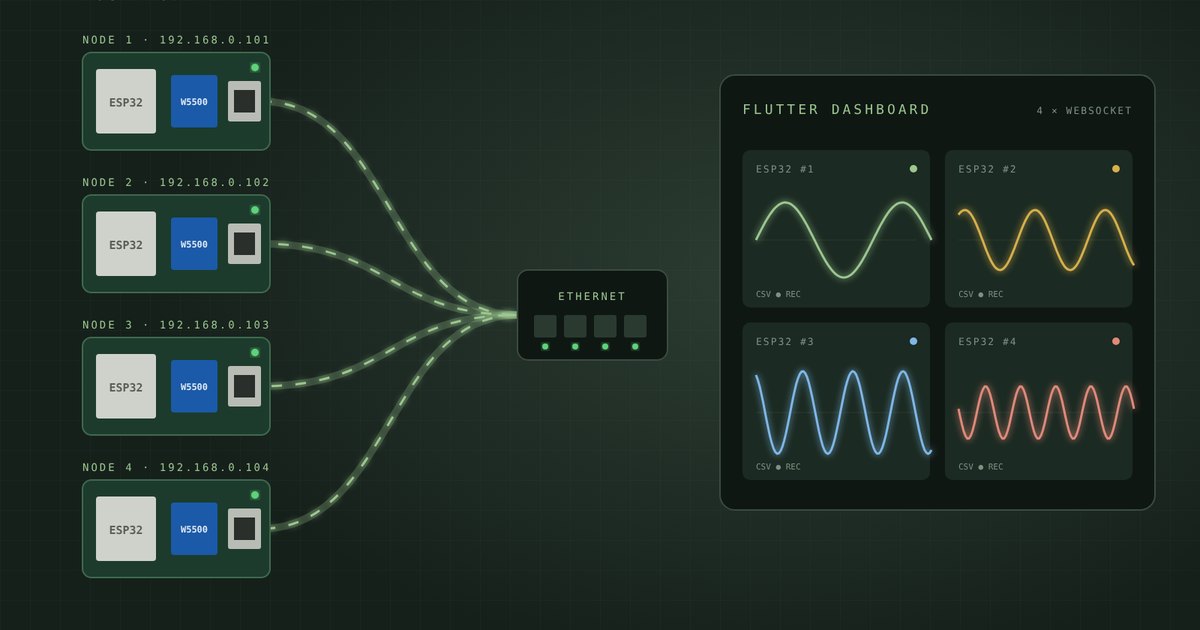 NODE 1 · 192.168.0.101
ESP32
W5500
NODE 2 · 192.168.0.102
ESP32
W5500
NODE 3 · 192.168.0.103
ESP32
W5500
NODE 4 · 192.168.0.104
ESP32
W5500
ETHERNET
FLUTTER DASHBOARD
4 × WEBSOCKET
ESP32 #1
CSV ● REC
ESP32 #2
CSV ● REC
ESP32 #3
CSV ● REC
ESP32 #4
CSV ● REC